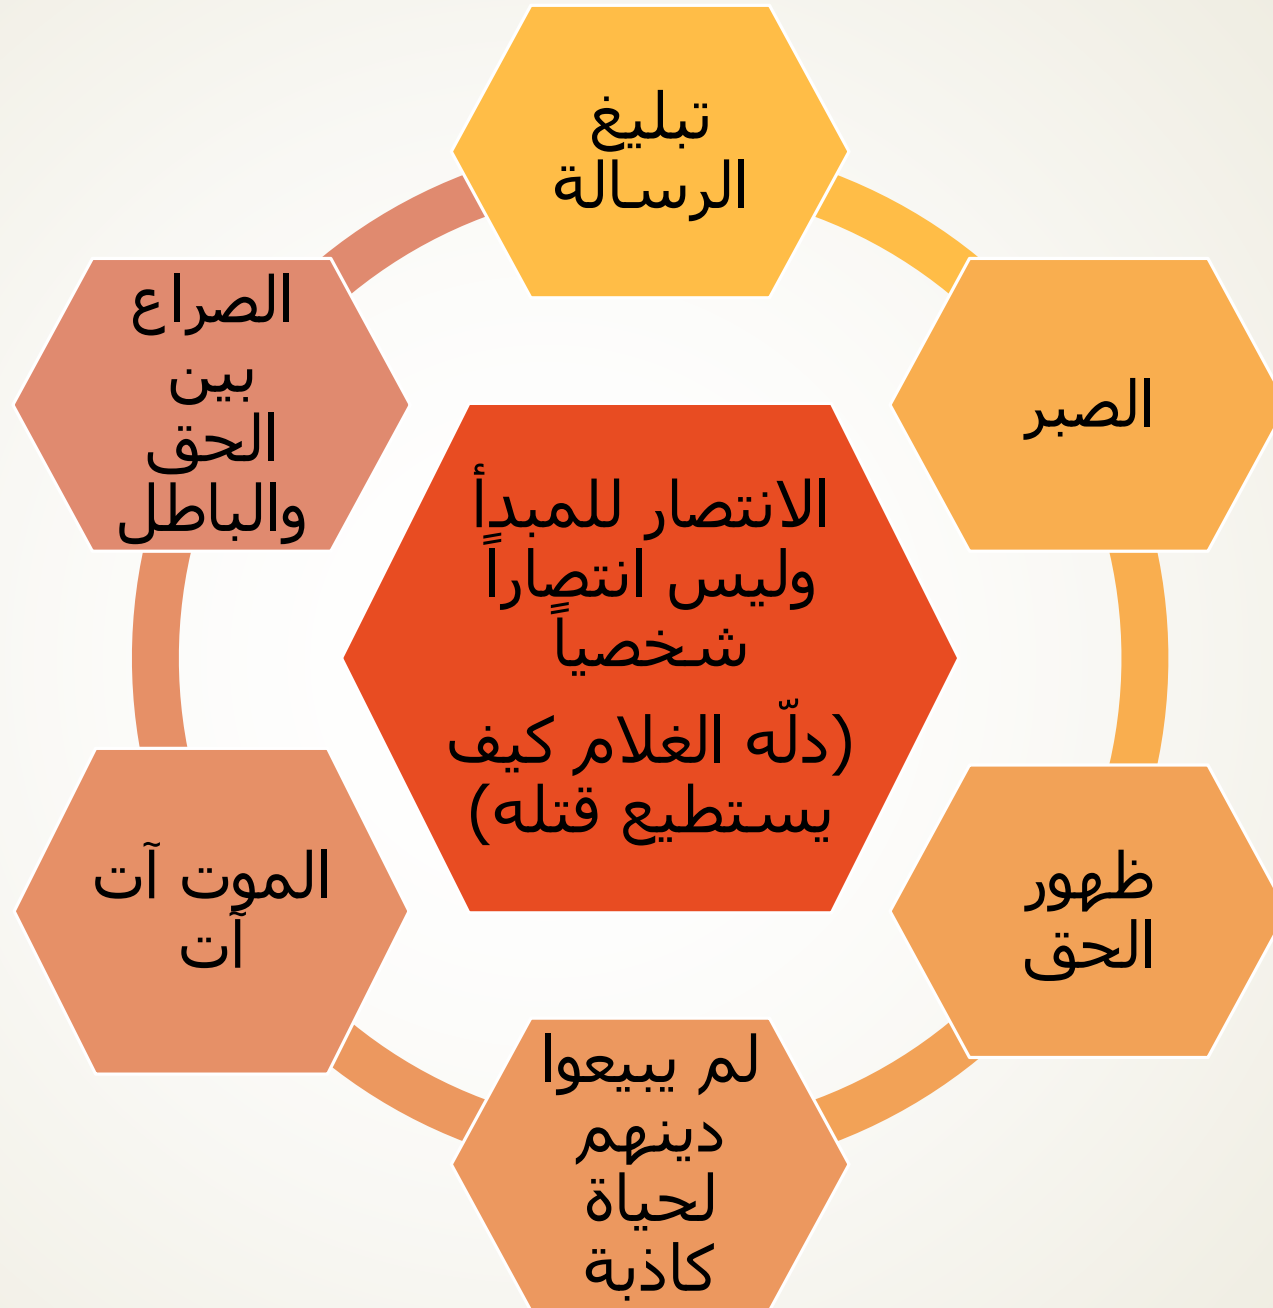 تبليغ
الرسالة
الصبر
ظهور
الحق
لم يبيعوا
دينهم
لحياة
كاذبة
الموت آت
آت
الصراع
بين
الحق
والباطل
الانتصار للمبدأ
وليس انتصاراً
شخصياً
(دلّه الغلام كيف
يستطيع قتله)